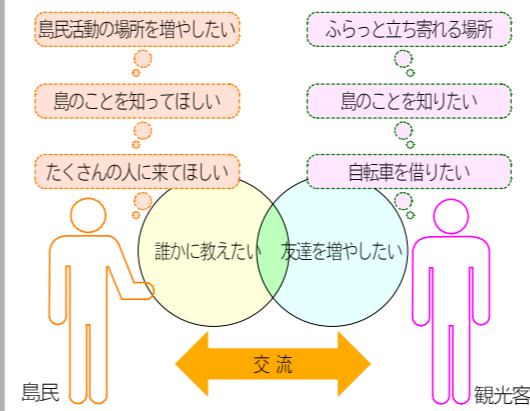 島民活動の場所を増やしたい
島のことを知ってほしい
たくさんの人に来てほしい
ふらっと立ち寄れる場所
島のことを知りたい
自転車を借りたい
誰かに教えたい
友達を増やしたい
交流
島民
観光客